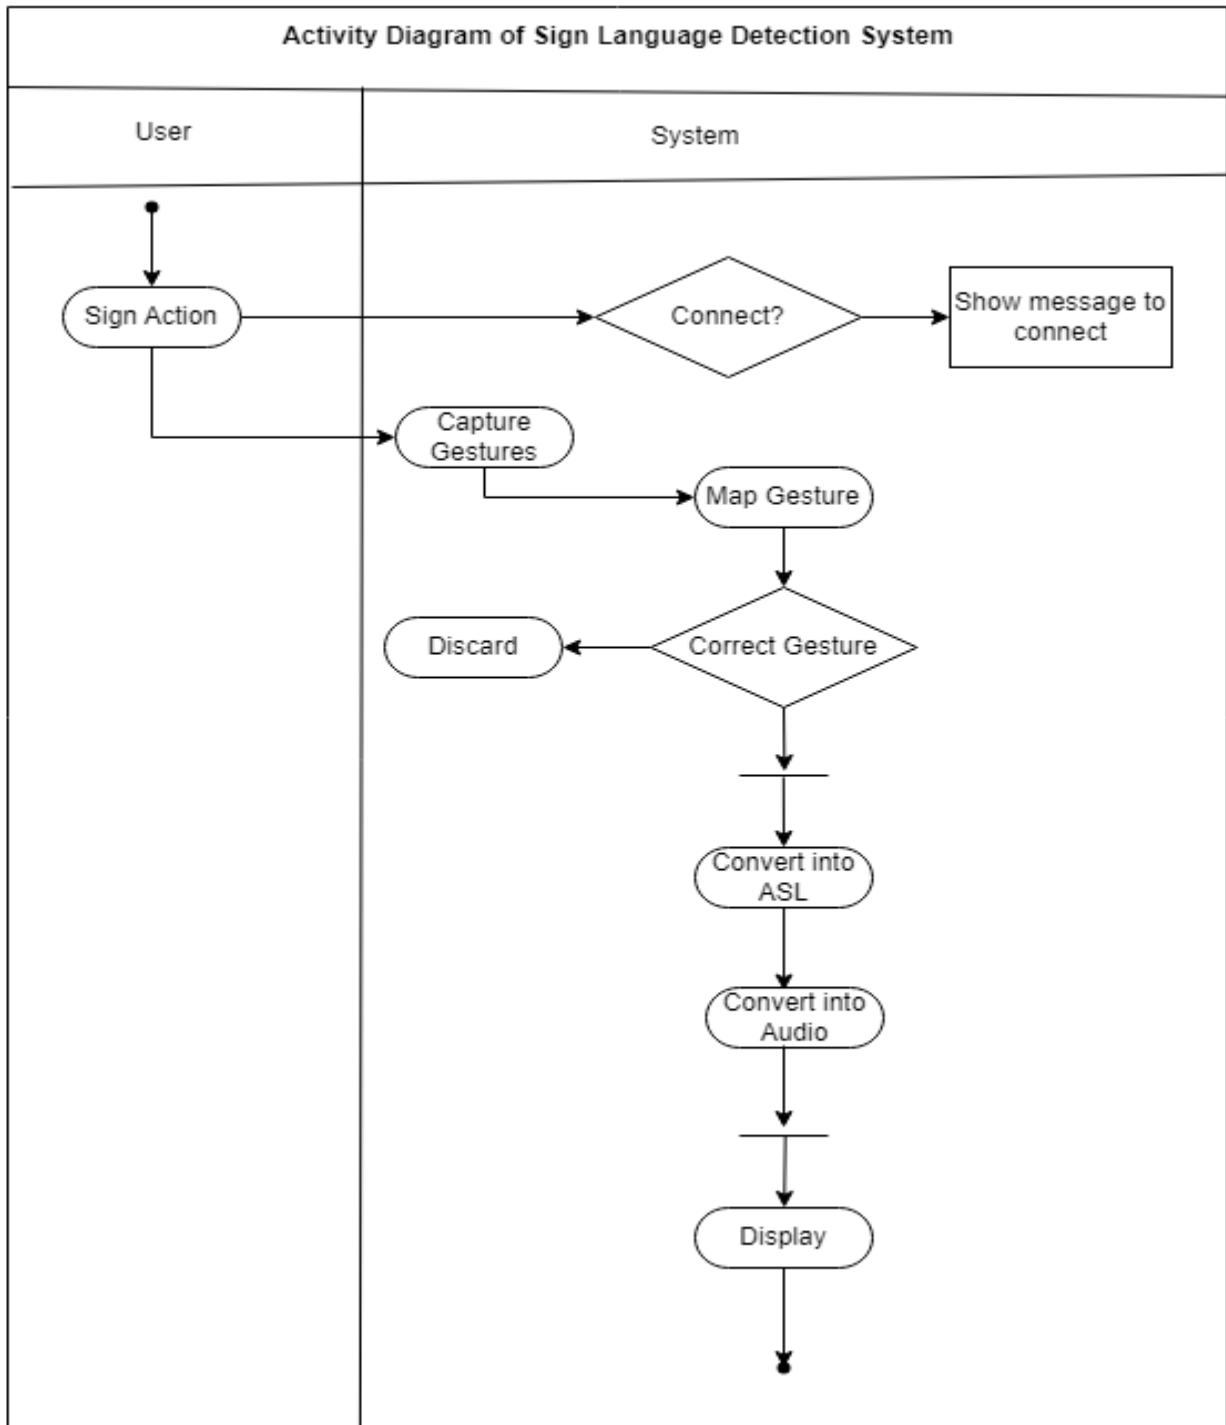 Activity Diagram of Sign Language Detection System
User
System
Sign Action
Connect?
Show message to
connect
Capture
Gestures
Map Gesture
Discard
Correct Gesture
Convert into
ASL
Convert into
Audio
Display